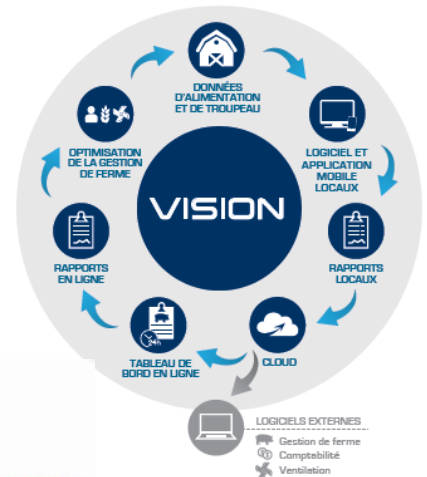 DONNÉES
D'ALIMENTATION
ET DE TROUPEAU
LOGICIEL ET
APPLICATION
MOBILE
LOCAUX
RAPPORTS
LOCAUX
CLOUD
TABLEAU DE
BORD EN LIGNE
24h
RAPPORTS
EN LIGNE
OPTIMISATION
DE LA GESTION
DE FERME
VISION
LOGICIELS EXTERNES
Gestion de ferme
Comptabilité
Ventilation